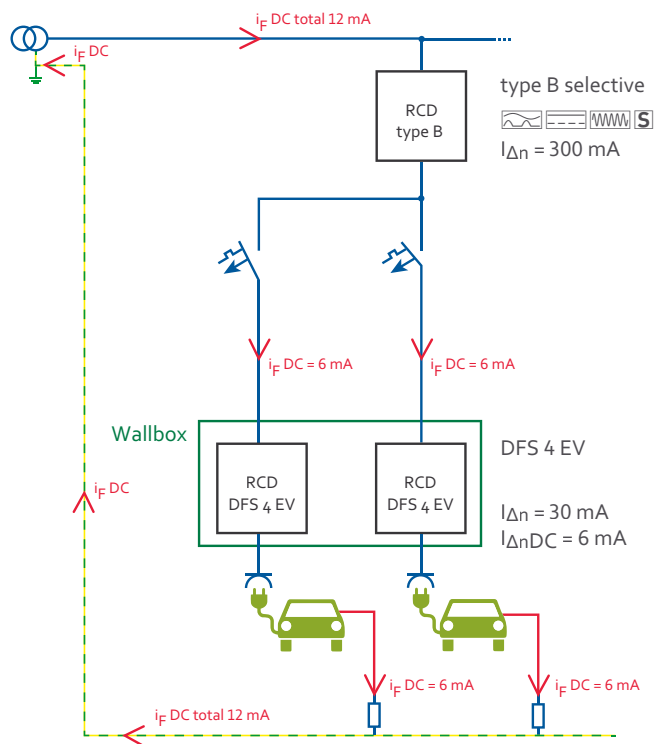 iF DC total 12 mA
iF DC
RCD
type B
type B selective
S
IΔn = 300 mA
iF DC = 6 mA
iF DC = 6 mA
Wallbox
RCD
DFS 4 EV
RCD
DFS 4 EV
DFS 4 EV
IΔn = 30 mA
IΔnDC = 6 mA
iF DC
iF DC = 6 mA
iF DC = 6 mA
iF DC total 12 mA